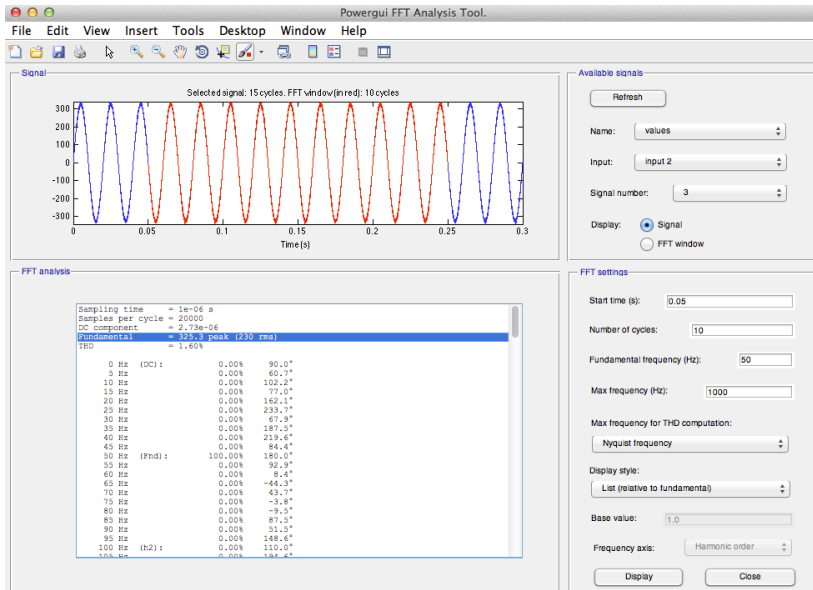 Powergui FFT Analysis Tool.
File Edit View Insert Tools Desktop Window Help
Signal
Selected signal: 15 cycles. FFT window (in red): 10 cycles
300
200
100
0
-100
-200
-300
0 0.05 0.1 0.15 0.2 0.25 0.3
Time (s)
Available signals
Refresh
Name: values
Input: input 2
Signal number: 3
Display: Signal
FFT window
FFT analysis
Sampling time = 1e-06 s
Samples per cycle = 20000
DC component = 2.73e-06
Fundamental = 325.3 peak (230 rms)
THD = 1.60%
0 Hz (DC): 0.00% 90.0°
5 Hz 0.00% 60.7°
10 Hz 0.00% 102.2°
15 Hz 0.00% 77.0°
20 Hz 0.00% 162.1°
25 Hz 0.00% 233.7°
30 Hz 0.00% 67.9°
35 Hz 0.00% 187.5°
40 Hz 0.00% 219.6°
45 Hz 0.00% 84.4°
50 Hz (Fnd): 100.00% 180.0°
55 Hz 0.00% 92.9°
60 Hz 0.00% 8.4°
65 Hz 0.00% -44.3°
70 Hz 0.00% 43.7°
75 Hz 0.00% -3.8°
80 Hz 0.00% -9.5°
85 Hz 0.00% 87.5°
90 Hz 0.00% 51.5°
95 Hz 0.00% 148.6°
100 Hz (h2): 0.00% 110.0°
105 Hz 0.00% 194.6°
FFT settings
Start time (s): 0.05
Number of cycles: 10
Fundamental frequency (Hz): 50
Max frequency (Hz): 1000
Max frequency for THD computation:
Nyquist frequency
Display style:
List (relative to fundamental)
Base value: 1.0
Frequency axis: Harmonic order
Display Close